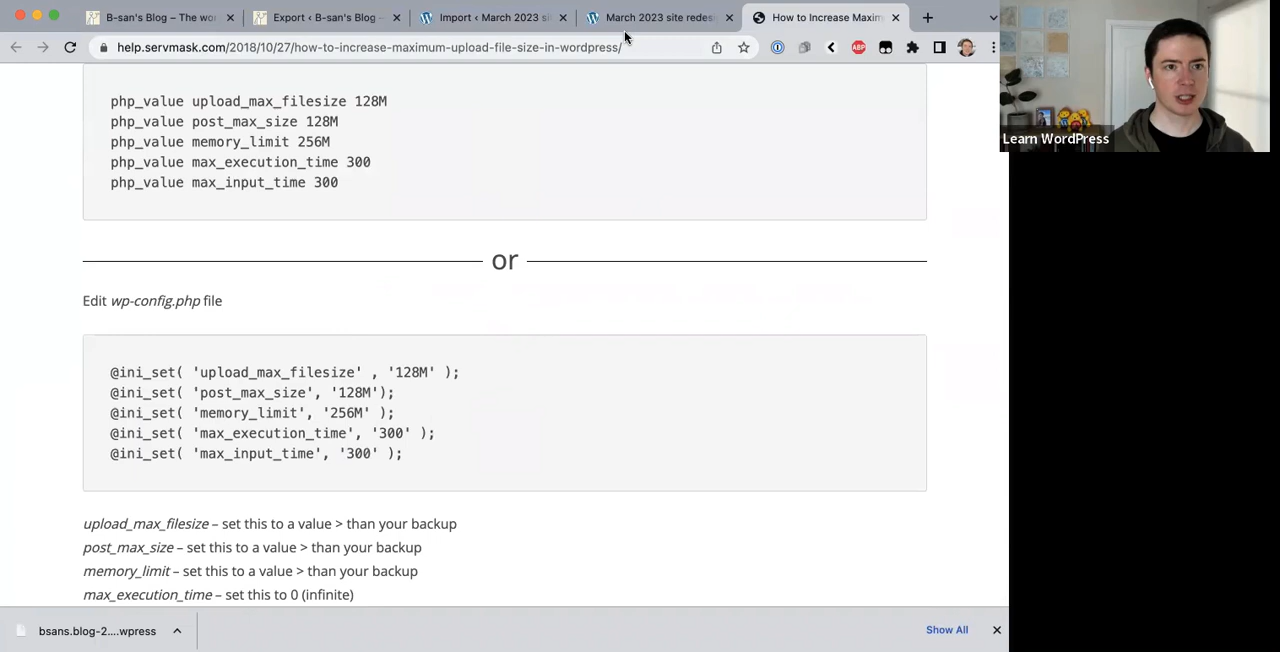 B-san's Blog – The wo
Export ‹ B-san's Blog -
Import ‹ March 2023 si
March 2023 site redes
How to Increase Maxim
help.servmask.com/2018/10/27/how-to-increase-maximum-upload-file-size-in-wordpress/
ABP
Learn WordPress
php_value upload_max_filesize 128M
php_value post_max_size 128M
php_value memory_limit 256M
php_value max_execution_time 300
php_value max_input_time 300
or
Edit wp-config.php file
@ini_set( 'upload_max_filesize' , '128M' );
@ini_set( 'post_max_size', '128M');
@ini_set( 'memory_limit', '256M' );
@ini_set( 'max_execution_time', '300' );
@ini_set( 'max_input_time', '300' );
upload_max_filesize – set this to a value > than your backup
post_max_size – set this to a value > than your backup
memory_limit – set this to a value > than your backup
max_execution_time – set this to 0 (infinite)
bsans.blog-2....wpress
Show All